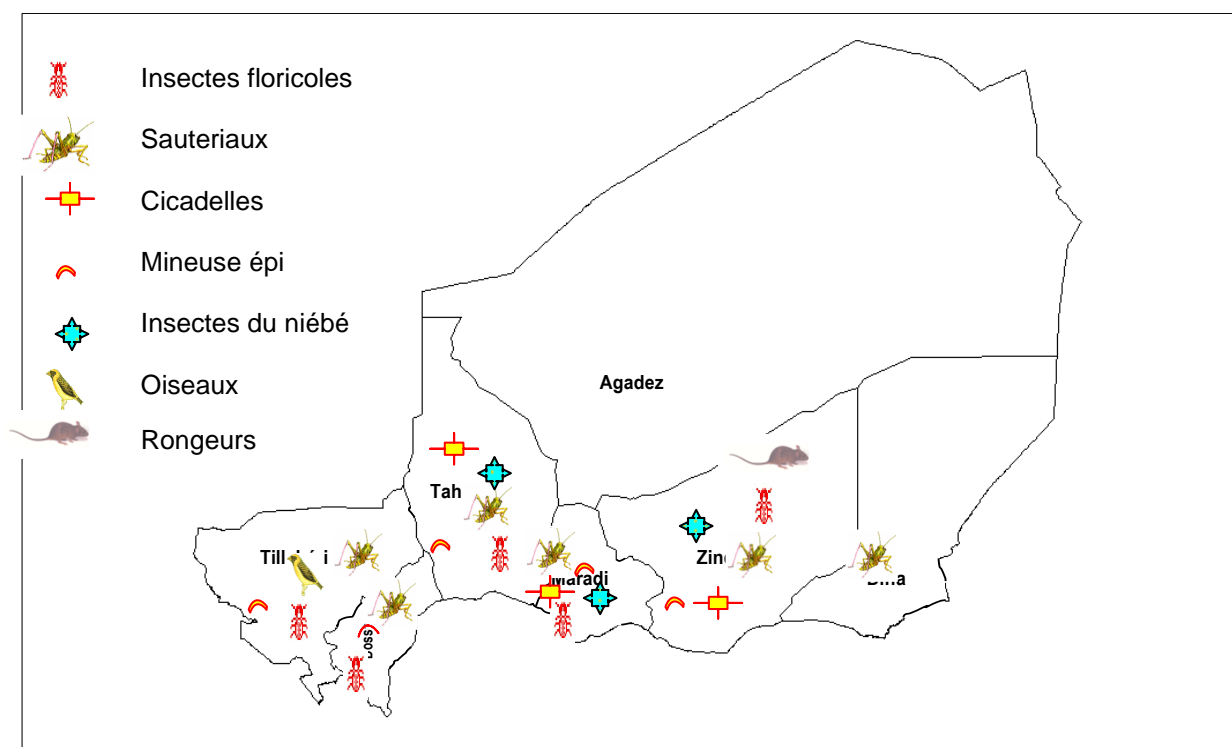 Insectes floricoles
Sauteriaux
Cicadelles
Mineuse épi
Insectes du niébé
Oiseaux
Rongeurs
Agadez
Tah
Maradi